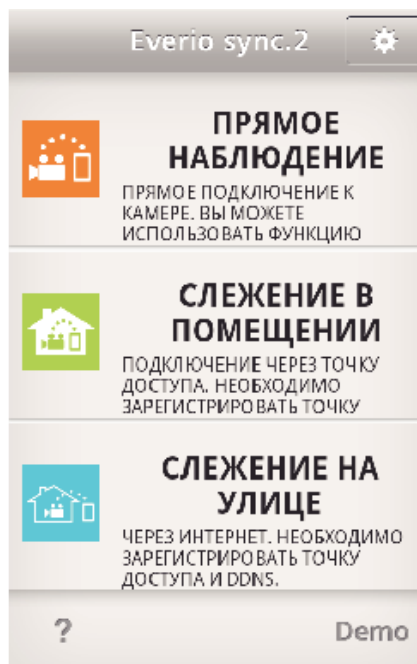 Everio sync.2
ПРЯМОЕ
НАБЛЮДЕНИЕ
ПРЯМОЕ ПОДКЛЮЧЕНИЕ К
КАМЕРЕ. ВЫ МОЖЕТЕ
ИСПОЛЬЗОВАТЬ ФУНКЦИЮ
СЛЕЖЕНИЕ В
ПОМЕЩЕНИИ
ПОДКЛЮЧЕНИЕ ЧЕРЕЗ ТОЧКУ
ДОСТУПА. НЕОБХОДИМО
ЗАРЕГИСТРИРОВАТЬ ТОЧКУ
СЛЕЖЕНИЕ НА
УЛИЦЕ
ЧЕРЕЗ ИНТЕРНЕТ. НЕОБХОДИМО
ЗАРЕГИСТРИРОВАТЬ ТОЧКУ
ДОСТУПА И DDNS.
? Demo